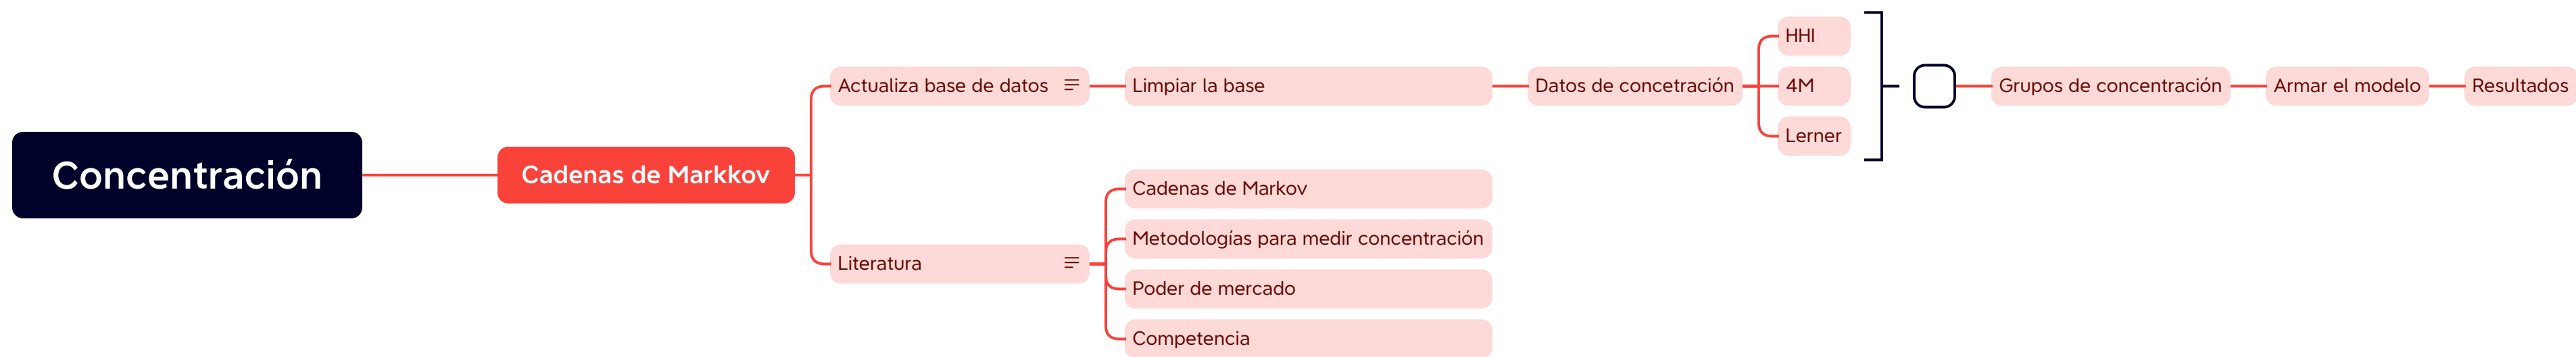 Concentración
Cadenas de Markkov
Actualiza base de datos
Limpiar la base
Datos de concetración
HHI
4M
Lerner
Grupos de concentración
Armar el modelo
Resultados
Literatura
Cadenas de Markov
Metodologías para medir concentración
Poder de mercado
Competencia